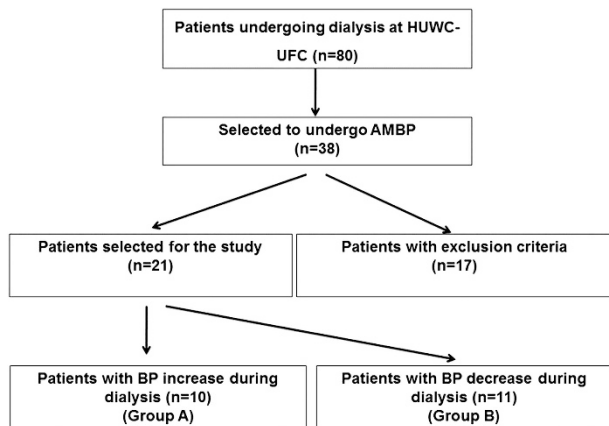 Patients undergoing dialysis at HUWC-
UFC (n=80)
Selected to undergo AMBP
(n=38)
Patients selected for the study
(n=21)
Patients with exclusion criteria
(n=17)
Patients with BP increase during
dialysis (n=10)
(Group A)
Patients with BP decrease during
dialysis (n=11)
(Group B)